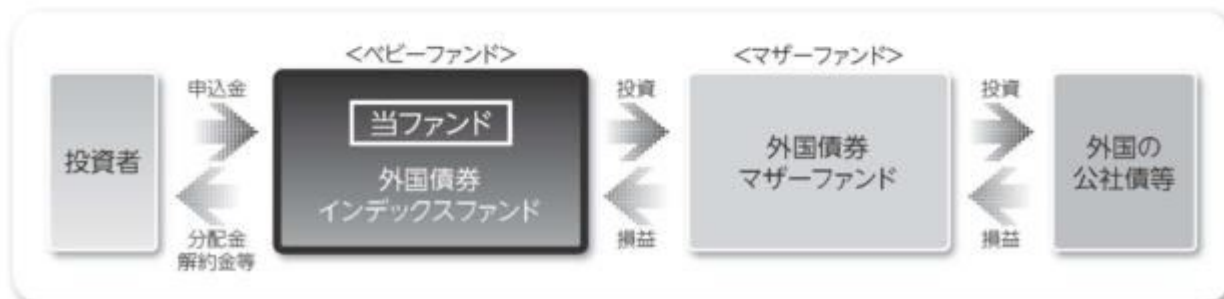 <ベビーファンド>
<マザーファンド>
申込金
投資
投資
投資者
当ファンド
外国債券
インデックスファンド
外国債券
マザーファンド
外国の
公社債等
分配金
解約金等
損益
損益